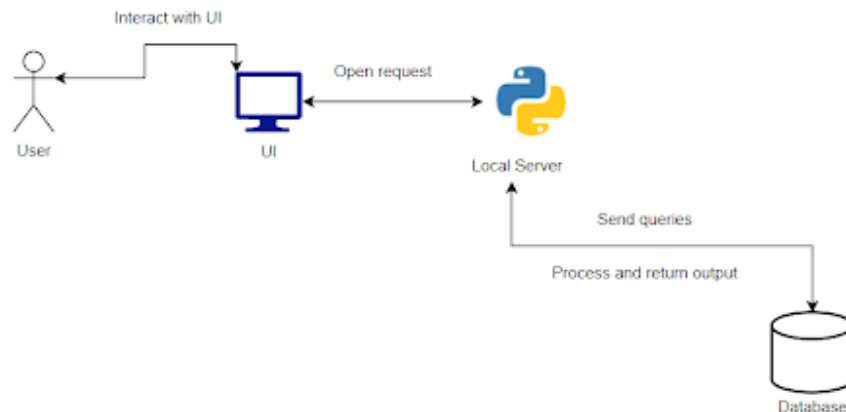 Interact with UI
Open request
User
UI
Local Server
Send queries
Process and return output
Database